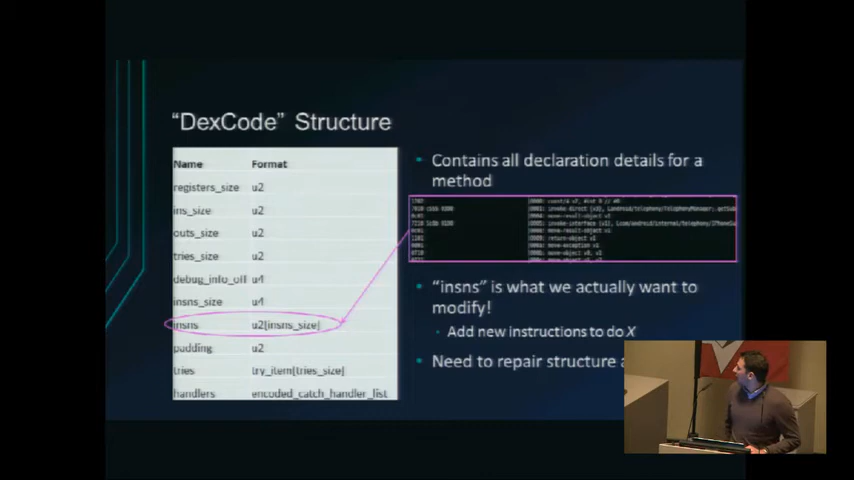 "DexCode" Structure
Name Format
registers_size u2
ins_size u2
outs_size u2
tries_size u2
debug_info_off u4
insns_size u4
insns u2[insns_size]
padding u2
tries try_item[tries_size]
handlers encoded_catch_handler_list
• Contains all declaration details for a
method
• "insns" is what we actually want to
modify!
• Add new instructions to do X
• Need to repair structure